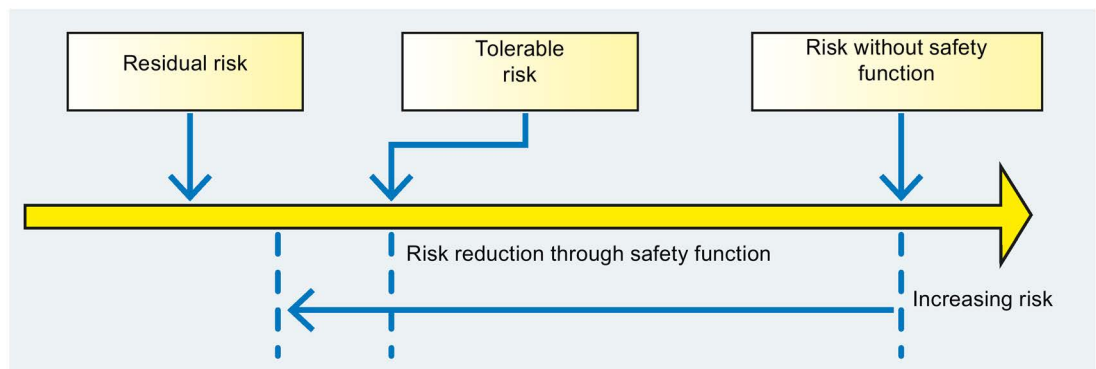 Residual risk
Tolerable
risk
Risk without safety
function
Risk reduction through safety function
Increasing risk